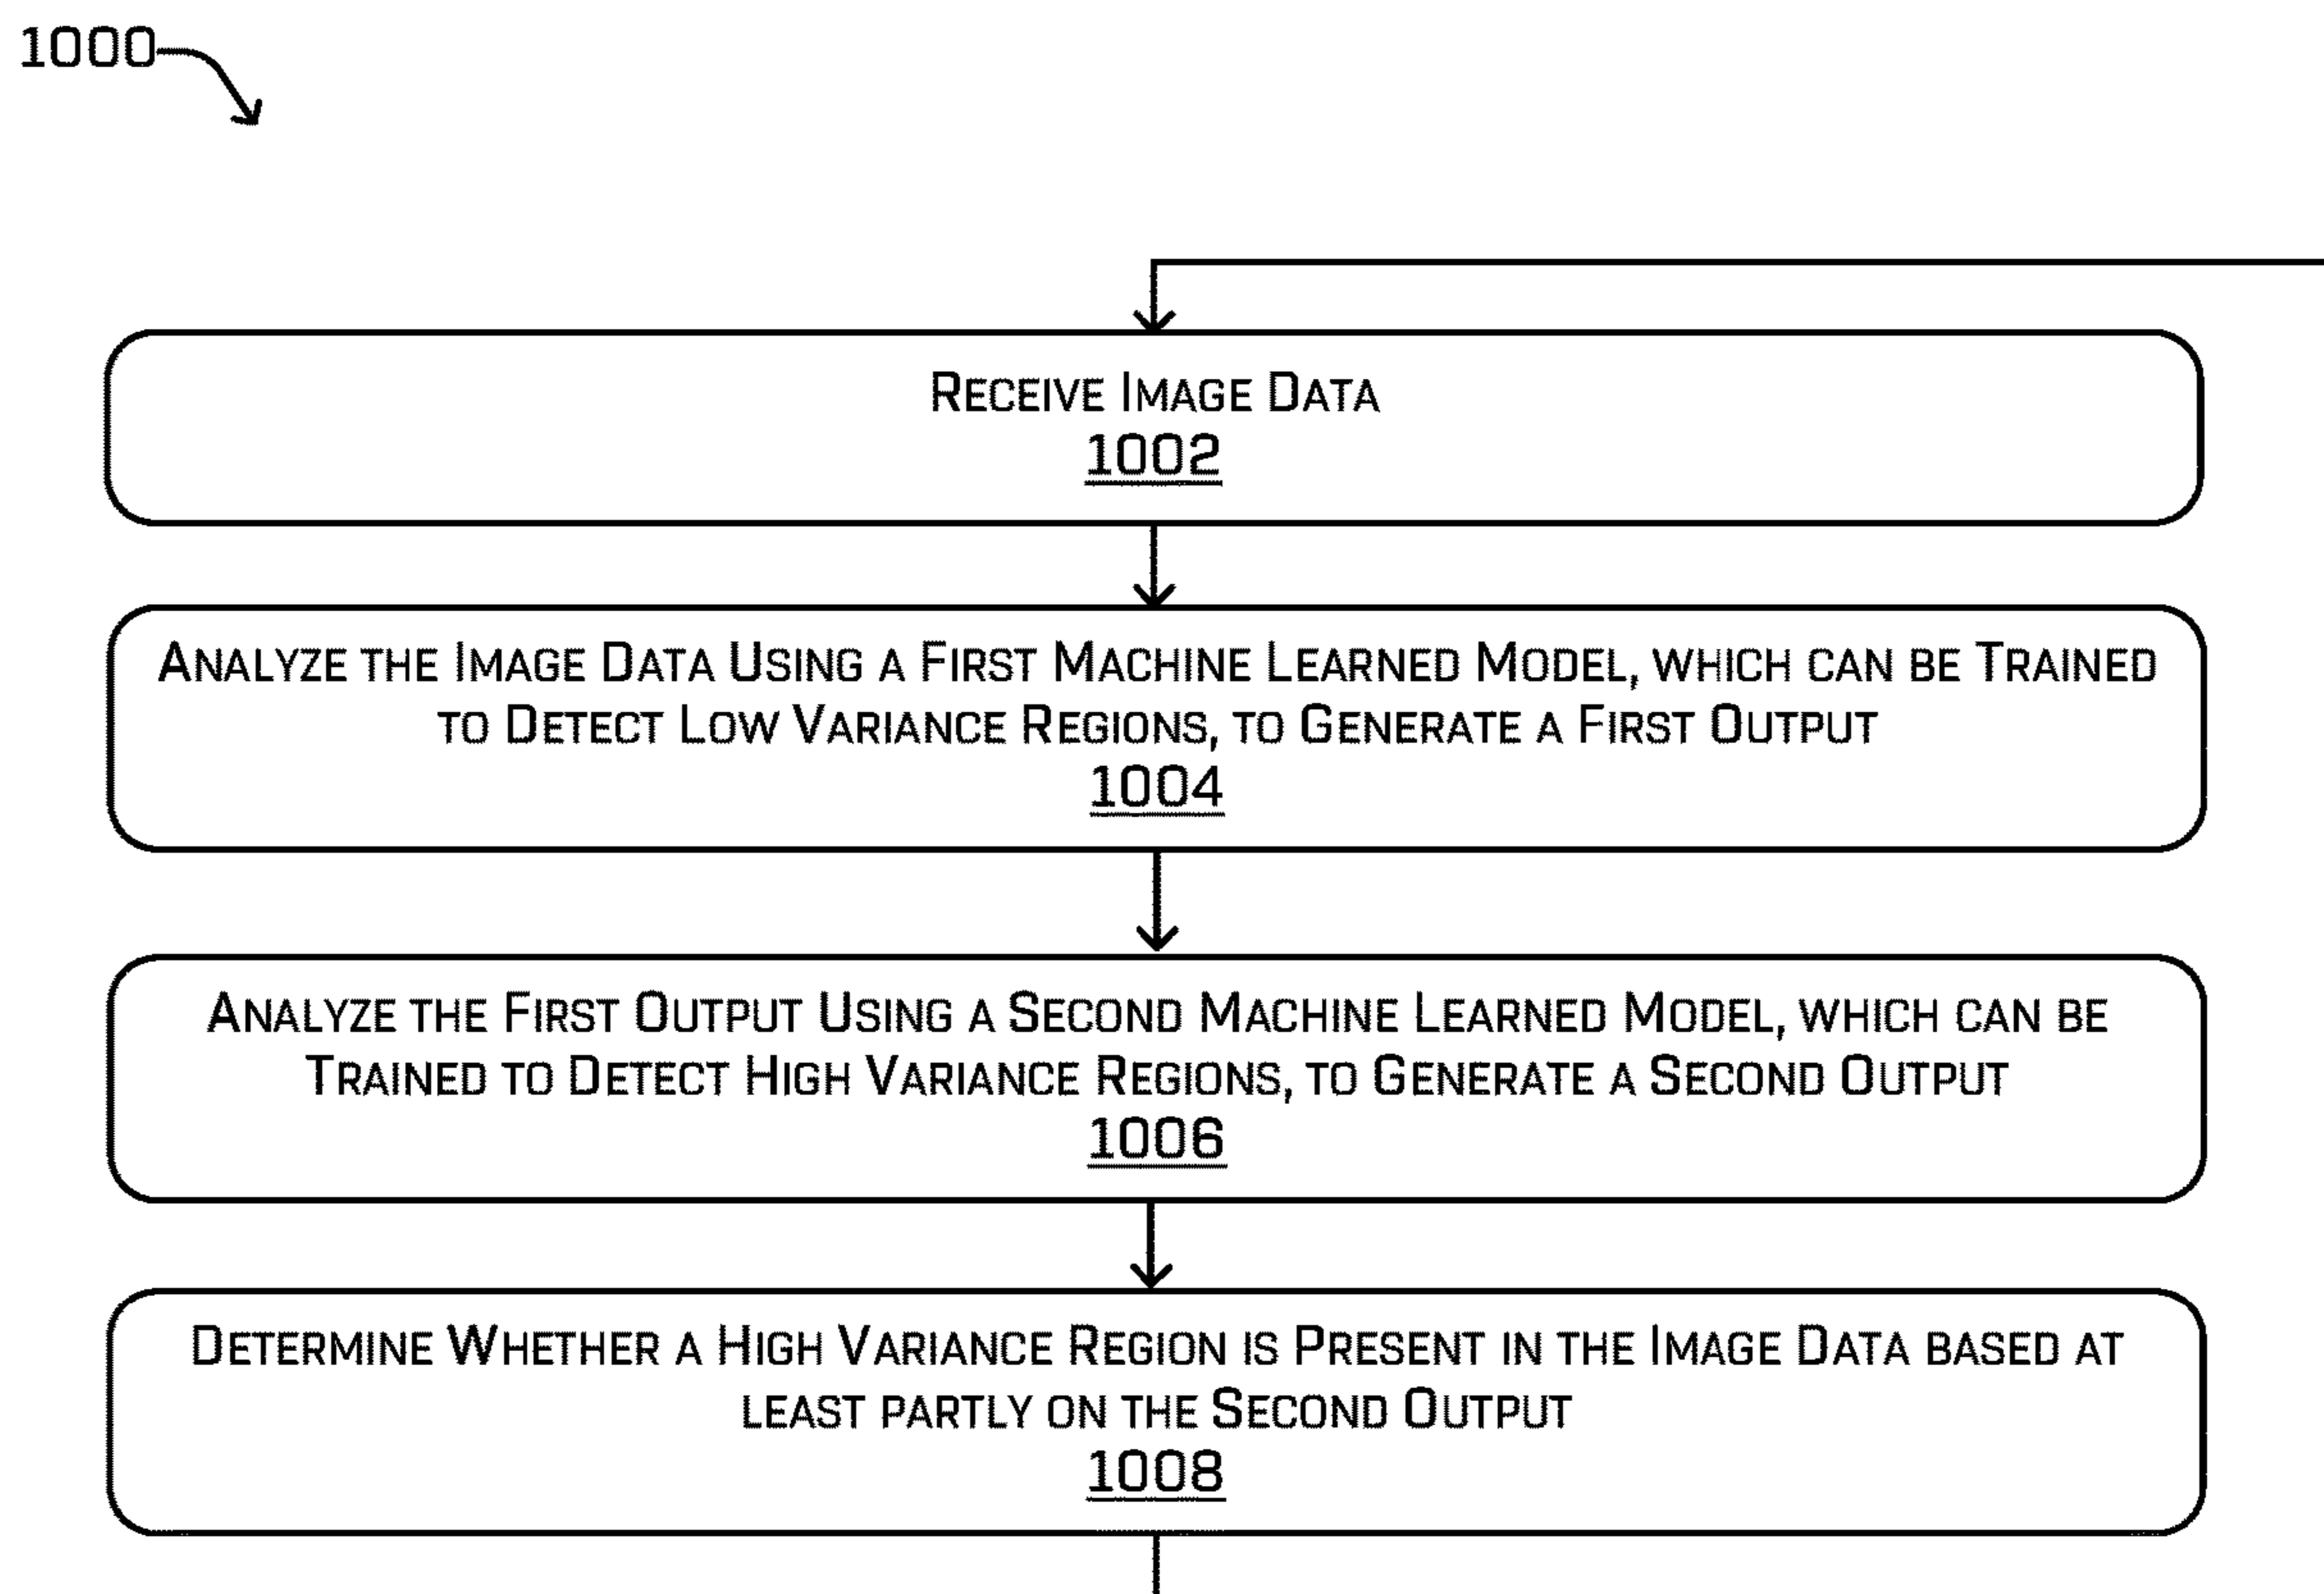 1000
Receive Image Data
1002
Analyze the Image Data Using a First Machine Learned Model, which can be Trained
to Detect Low Variance Regions, to Generate a First Output
1004
Analyze the First Output Using a Second Machine Learned Model, which can be
Trained to Detect High Variance Regions, to Generate a Second Output
1006
Determine Whether a High Variance Region is Present in the Image Data based at
least partly on the Second Output
1008